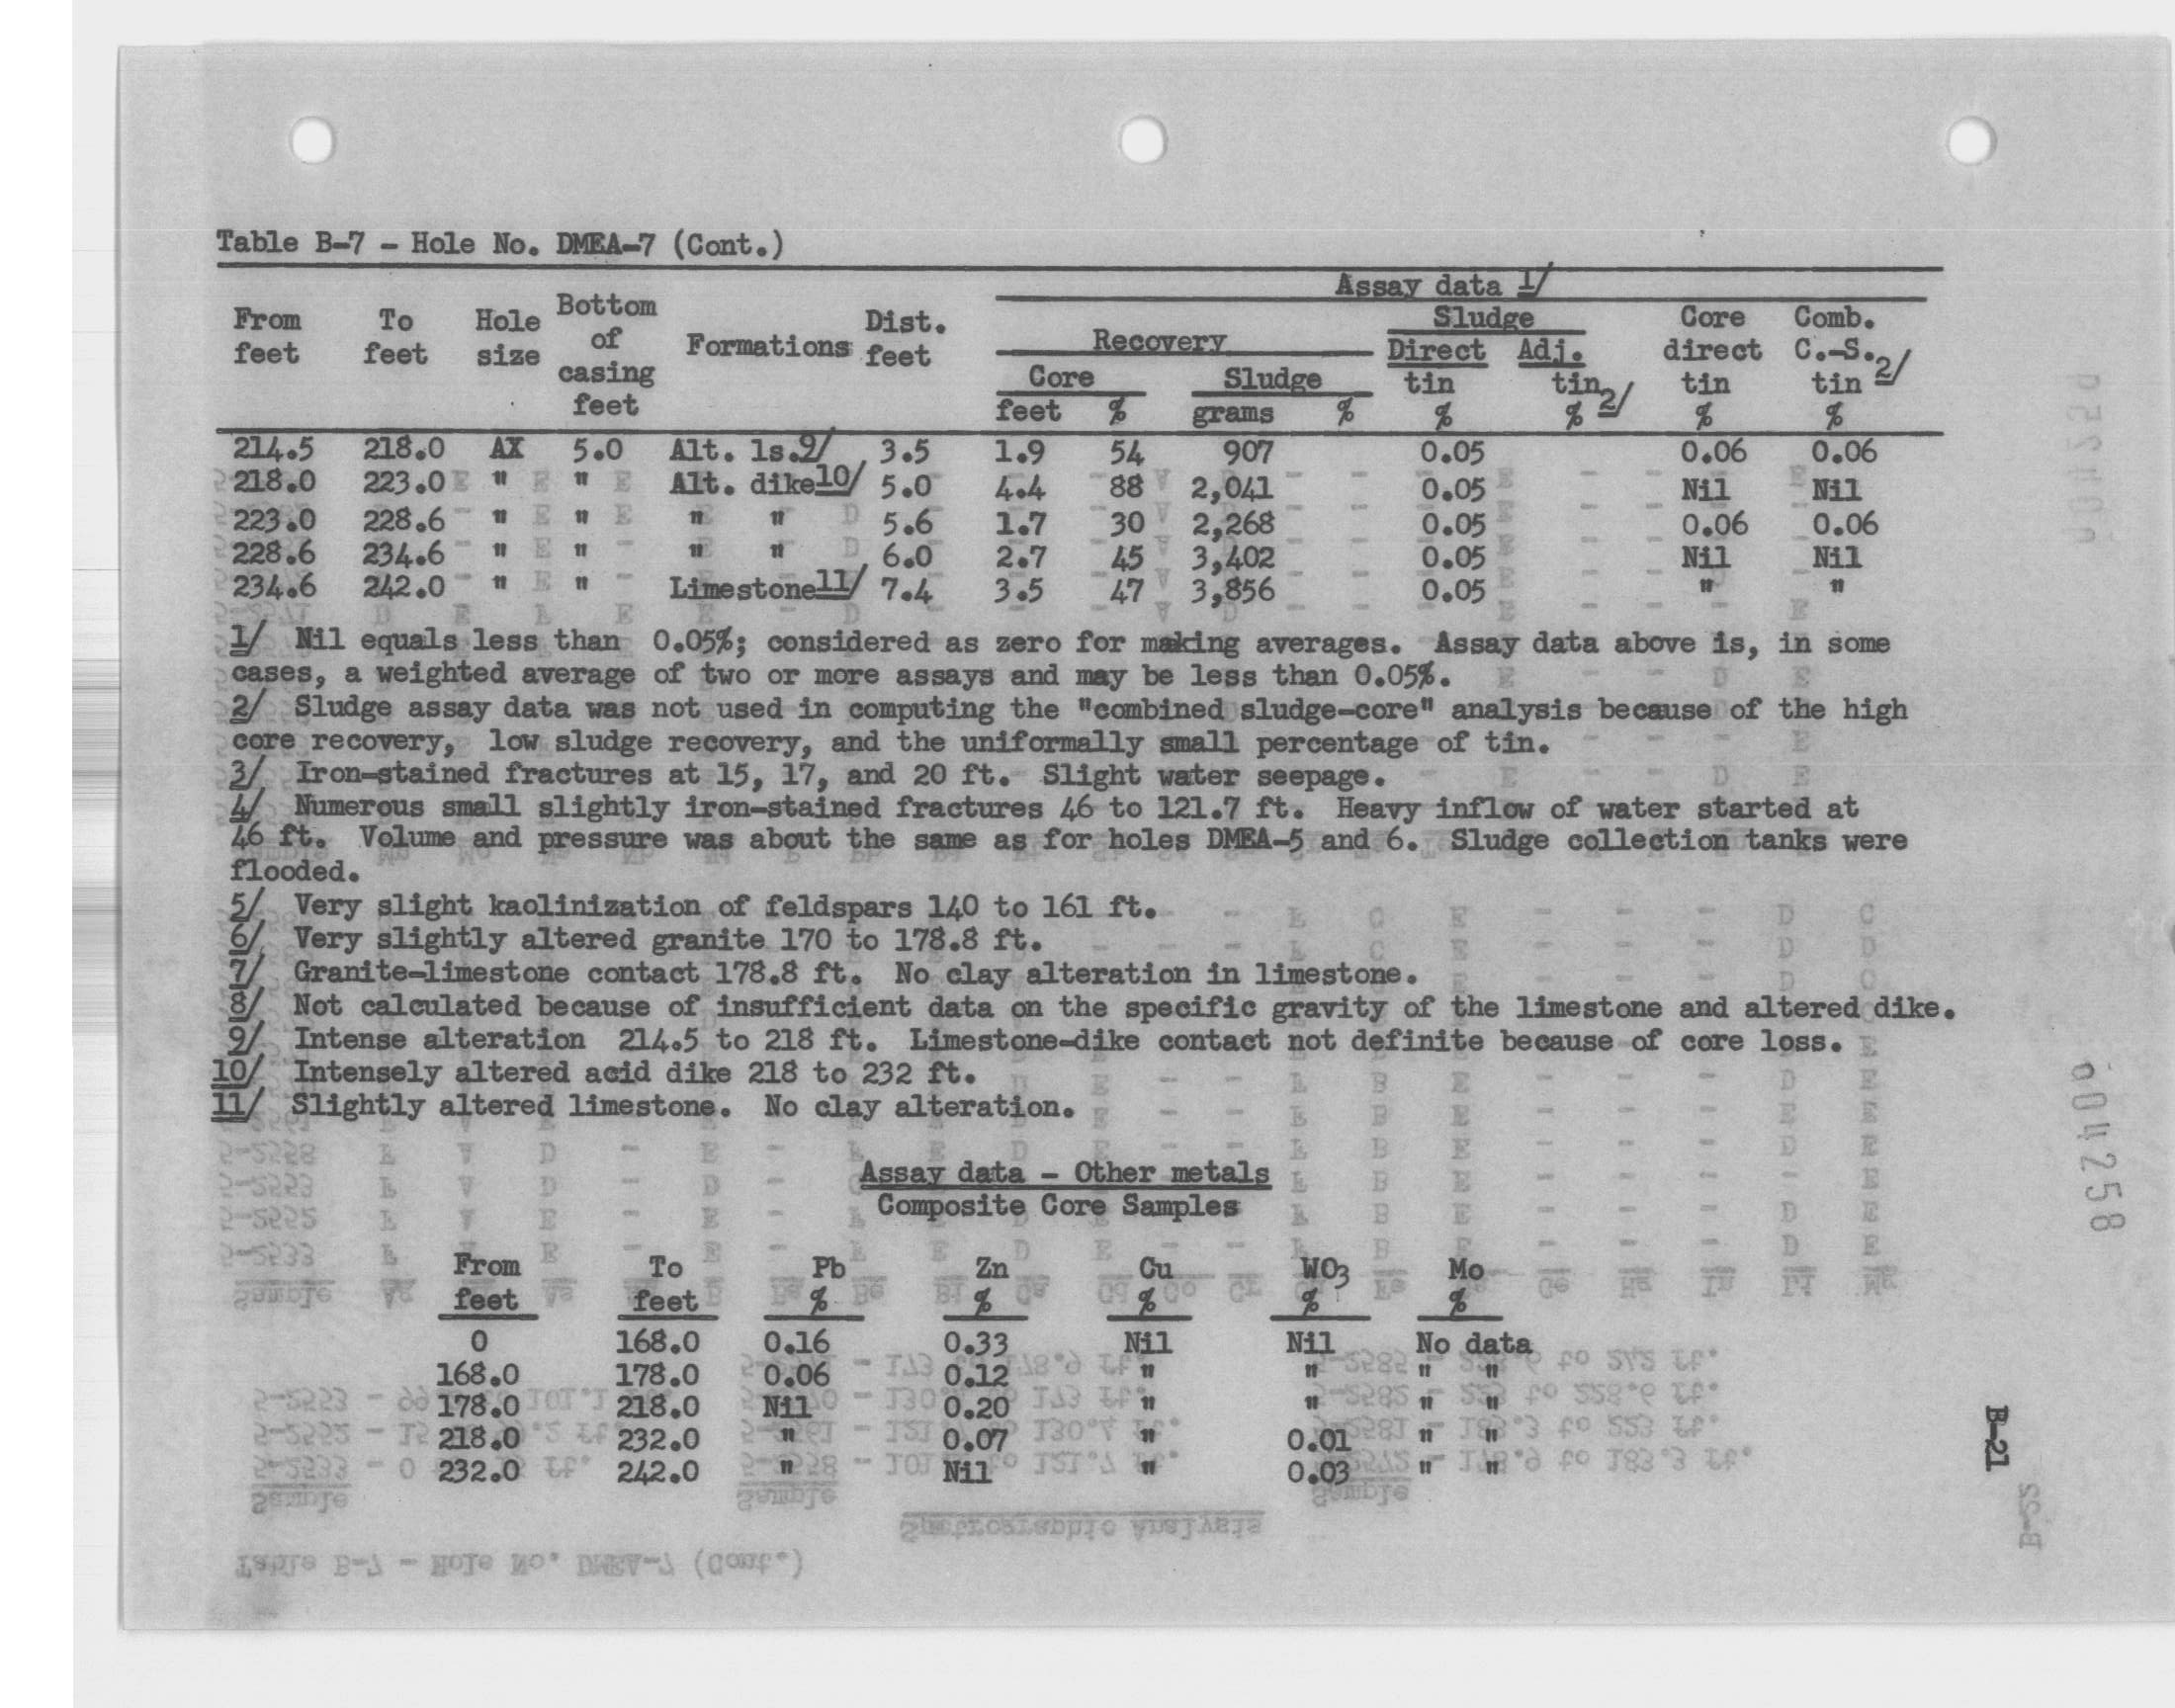 Table B-7 - Hole No. DMEA-7 (Cont.)
Assay data 1/
From feet To feet Hole size Bottom of casing feet Formations Dist. feet Recovery Core feet % Sludge grams % Sludge Direct tin % Adj. tin % 2/ Core direct tin % Comb. C.-S. tin 2/ %
214.5 218.0 AX 5.0 Alt. ls.9/ 3.5 1.9 54 907 0.05 0.06 0.06
218.0 223.0 " " Alt. dike10/ 5.0 4.4 88 2,041 0.05 Nil Nil
223.0 228.6 " " " " 5.6 1.7 30 2,268 0.05 0.06 0.06
228.6 234.6 " " " " 6.0 2.7 45 3,402 0.05 Nil Nil
234.6 242.0 " " Limestone11/ 7.4 3.5 47 3,856 0.05 " "
1/ Nil equals less than 0.05%; considered as zero for making averages. Assay data above is, in some
cases, a weighted average of two or more assays and may be less than 0.05%.
2/ Sludge assay data was not used in computing the "combined sludge-core" analysis because of the high
core recovery, low sludge recovery, and the uniformally small percentage of tin.
3/ Iron-stained fractures at 15, 17, and 20 ft. Slight water seepage.
4/ Numerous small slightly iron-stained fractures 46 to 121.7 ft. Heavy inflow of water started at
46 ft. Volume and pressure was about the same as for holes DMEA-5 and 6. Sludge collection tanks were
flooded.
5/ Very slight kaolinization of feldspars 140 to 161 ft.
6/ Very slightly altered granite 170 to 178.8 ft.
7/ Granite-limestone contact 178.8 ft. No clay alteration in limestone.
8/ Not calculated because of insufficient data on the specific gravity of the limestone and altered dike.
9/ Intense alteration 214.5 to 218 ft. Limestone-dike contact not definite because of core loss.
10/ Intensely altered acid dike 218 to 232 ft.
11/ Slightly altered limestone. No clay alteration.
Assay data - Other metals
Composite Core Samples
From To Pb Zn Cu WO3 Mo
feet feet % % % % %
0 168.0 0.16 0.33 Nil Nil No data
168.0 178.0 0.06 0.12 " " " "
178.0 218.0 Nil 0.20 " " " "
218.0 232.0 " 0.07 " 0.01 " "
232.0 242.0 " Nil " 0.03 " "
B-21
004258